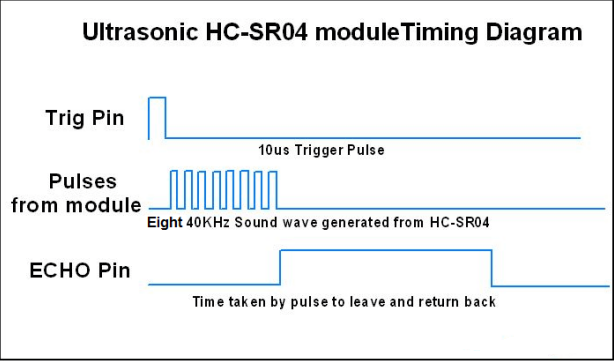 Ultrasonic HC-SR04 moduleTiming Diagram
Trig Pin
10us Trigger Pulse
Pulses
from module
Eight 40KHz Sound wave generated from HC-SR04
ECHO Pin
Time taken by pulse to leave and return back